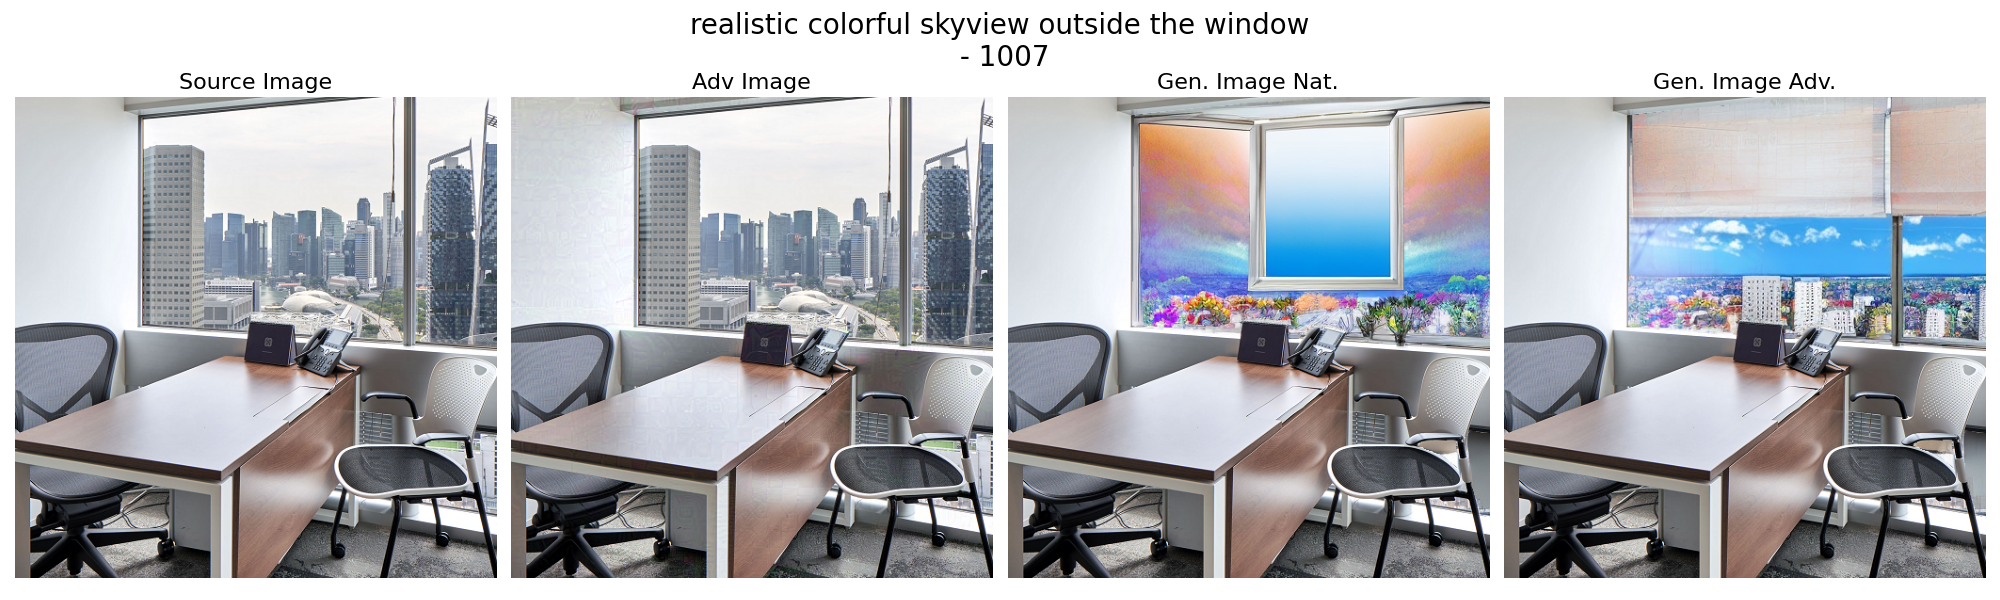 realistic colorful skyview outside the window
- 1007
Source Image
Adv Image
Gen. Image Nat.
Gen. Image Adv.